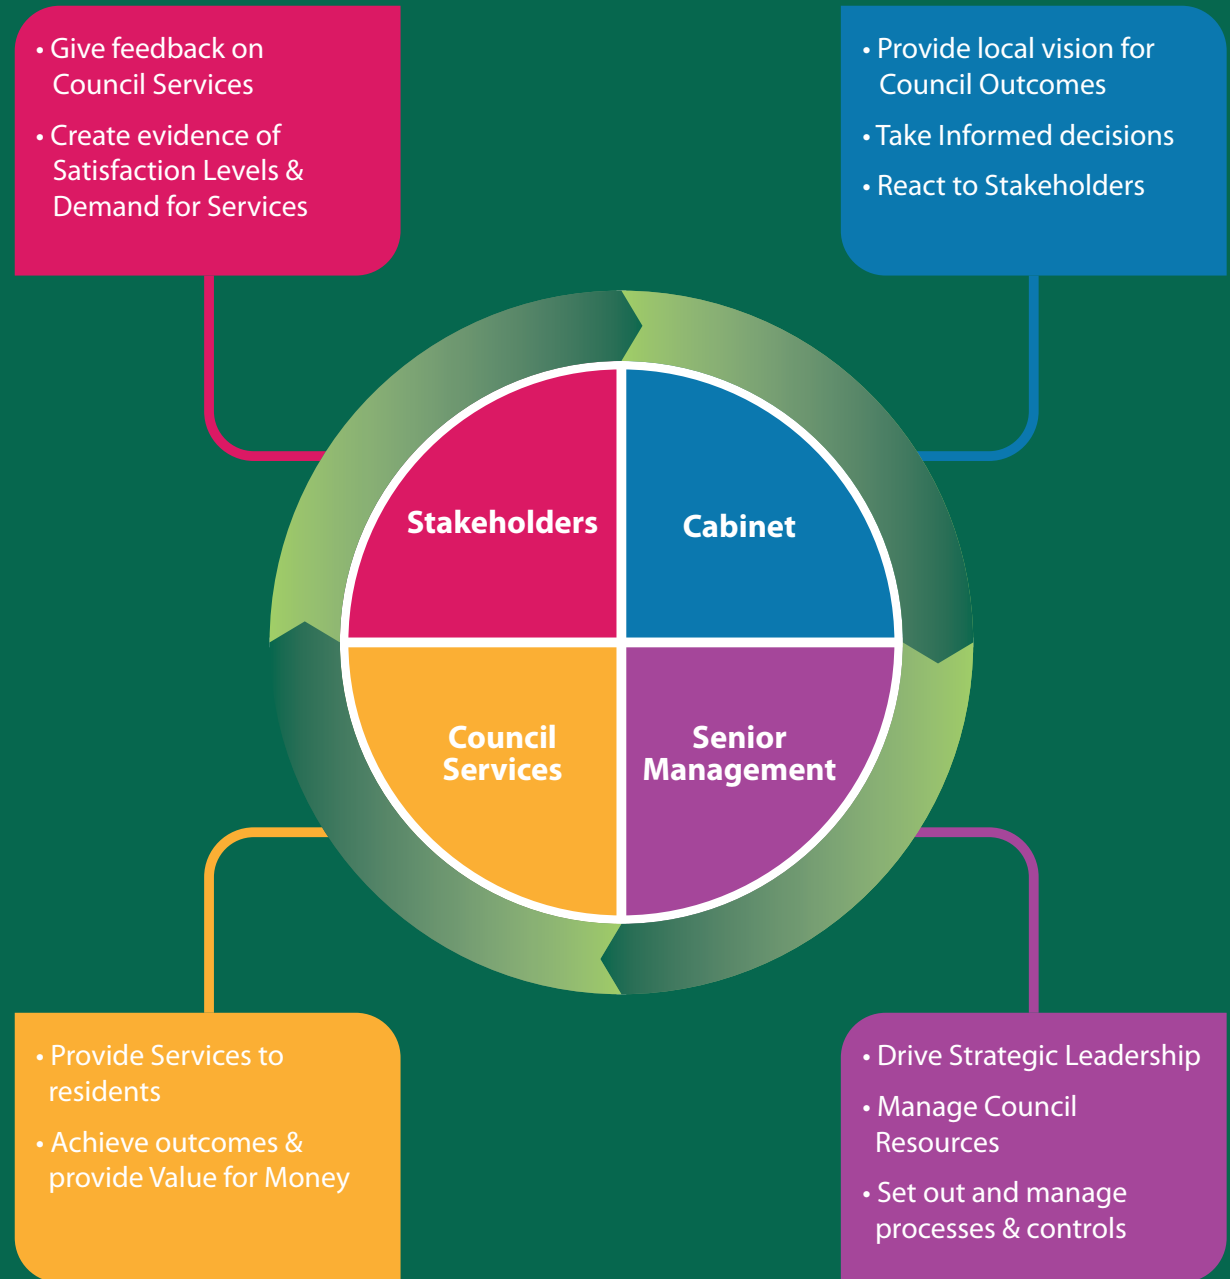 • Give feedback on
Council Services
• Create evidence of
Satisfaction Levels &
Demand for Services
• Provide local vision for
Council Outcomes
• Take Informed decisions
• React to Stakeholders
Stakeholders
Cabinet
Council
Services
Senior
Management
• Provide Services to
residents
• Achieve outcomes &
provide Value for Money
• Drive Strategic Leadership
• Manage Council
Resources
• Set out and manage
processes & controls